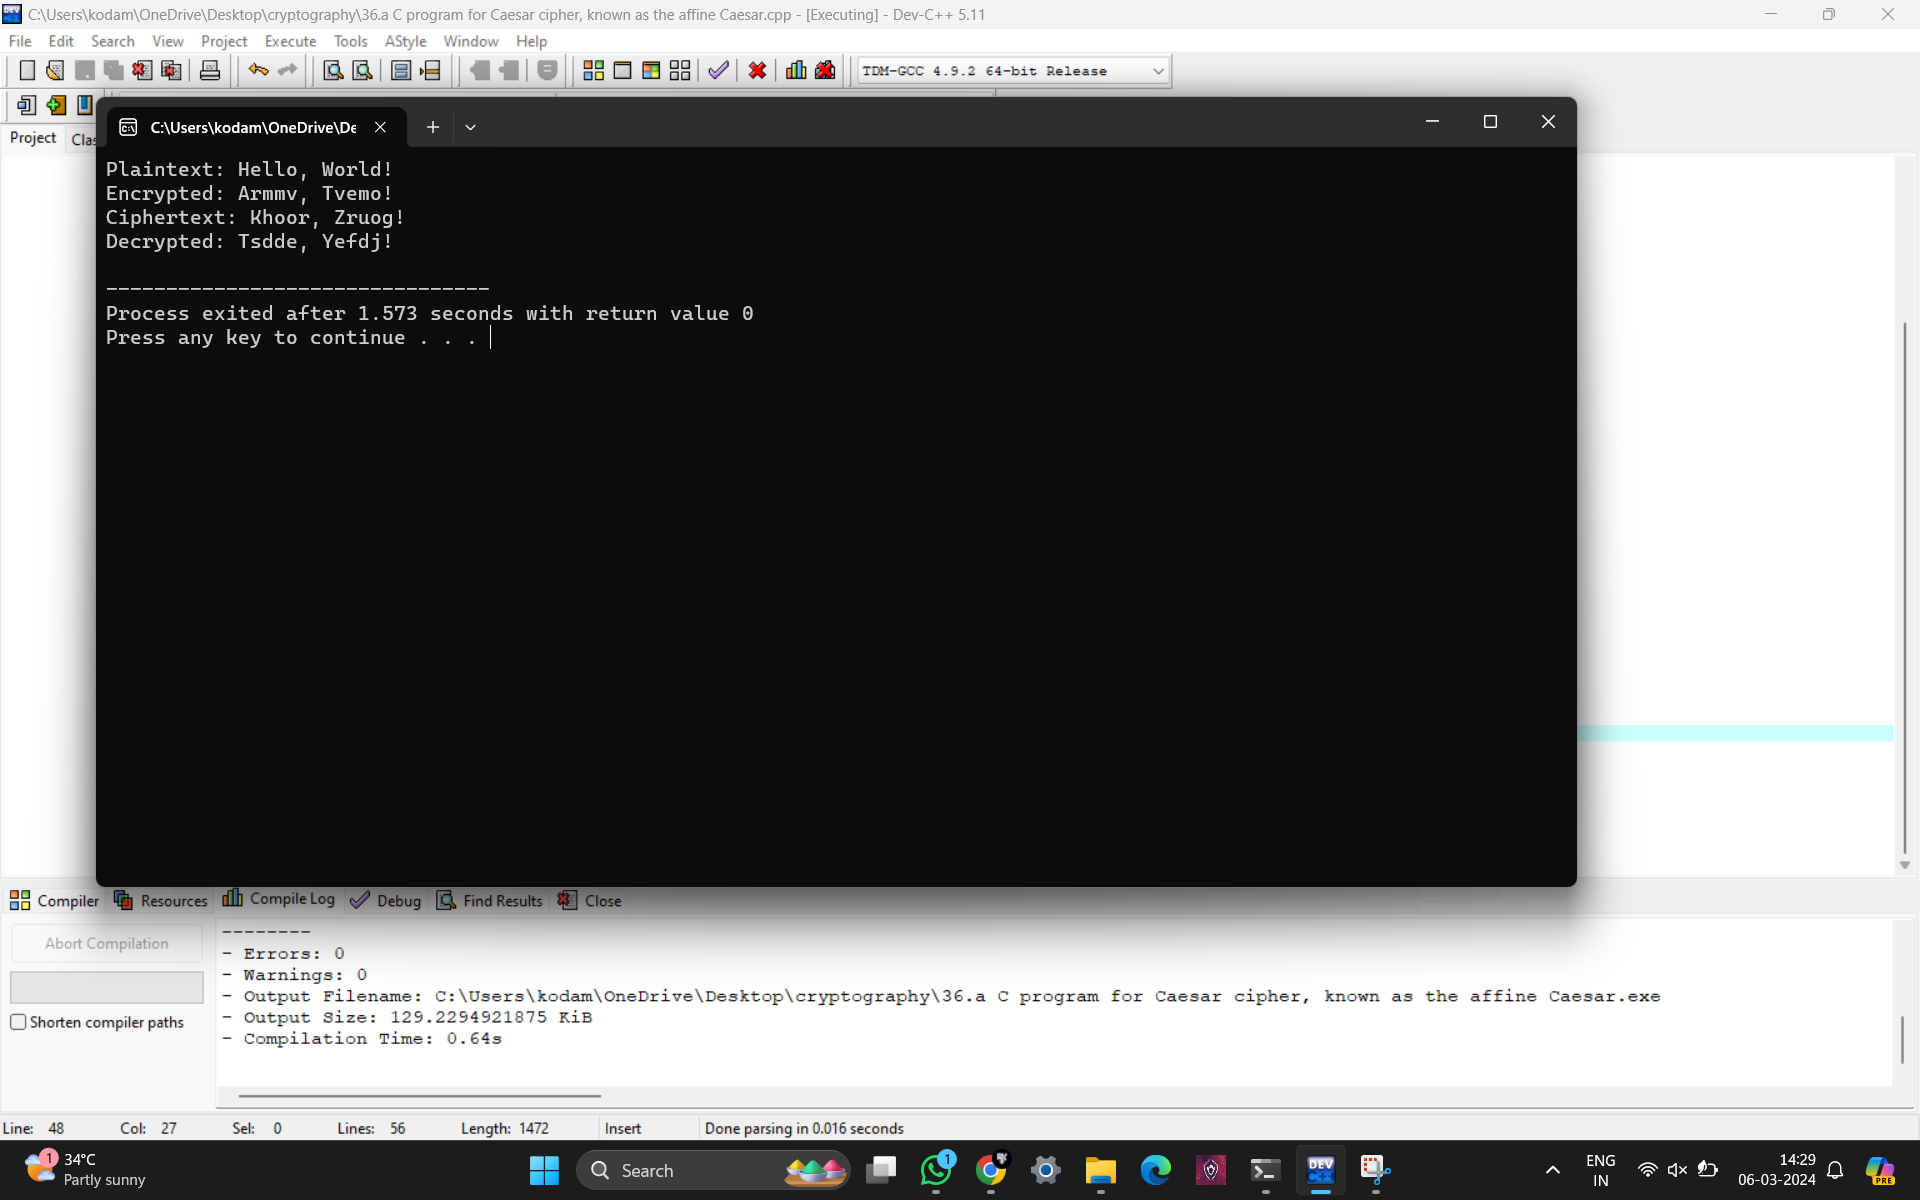 C:\Users\kodam\OneDrive\Desktop\cryptography\36.a C program for Caesar cipher, known as the affine Caesar.cpp - [Executing] - Dev-C++ 5.11
File Edit Search View Project Execute Tools AStyle Window Help
TDM-GCC 4.9.2 64-bit Release
Project Clas
C:\Users\kodam\OneDrive\De
Plaintext: Hello, World!
Encrypted: Armmv, Tvemo!
Ciphertext: Khoor, Zruog!
Decrypted: Tsdde, Yefdj!
--------------------------------
Process exited after 1.573 seconds with return value 0
Press any key to continue . . .
Compiler Resources Compile Log Debug Find Results Close
Abort Compilation
Shorten compiler paths
--------
- Errors: 0
- Warnings: 0
- Output Filename: C:\Users\kodam\OneDrive\Desktop\cryptography\36.a C program for Caesar cipher, known as the affine Caesar.exe
- Output Size: 129.2294921875 KiB
- Compilation Time: 0.64s
Line: 48 Col: 27 Sel: 0 Lines: 56 Length: 1472 Insert Done parsing in 0.016 seconds
1 34°C
Partly sunny
Search
1
DEV
ENG
IN
14:29
06-03-2024
PRE